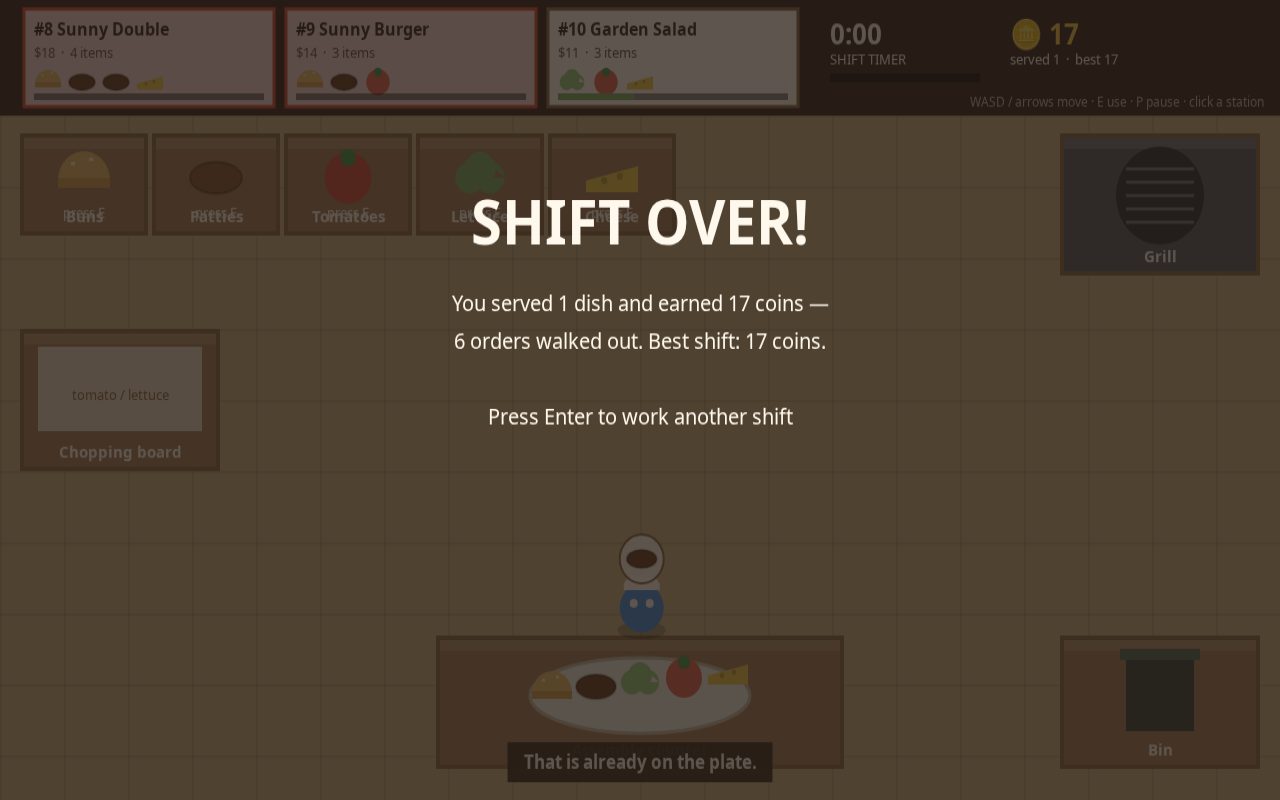 #8 Sunny Double
$18 · 4 items
#9 Sunny Burger
$14 · 3 items
#10 Garden Salad
$11 · 3 items
0:00
SHIFT TIMER
17
served 1 · best 17
WASD / arrows move · E use · P pause · click a station
Buns
Patties
Tomatoes
Grill
SHIFT OVER!
You served 1 dish and earned 17 coins —
6 orders walked out. Best shift: 17 coins.
Press Enter to work another shift
tomato / lettuce
Chopping board
Bin
That is already on the plate.